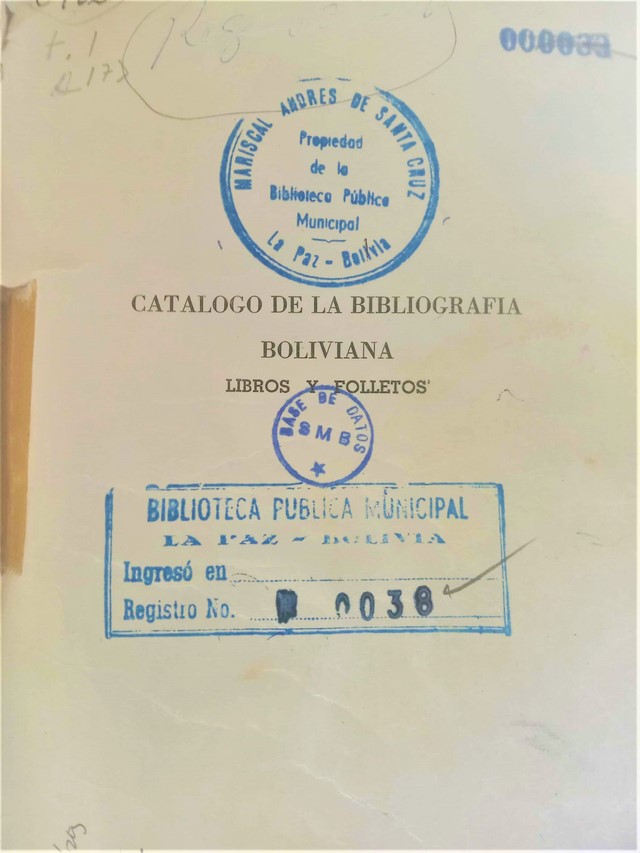 t. 1
000033
MARISCAL ANDRES DE SANTA CRUZ
Propiedad
de la
Biblioteca Pública
Municipal
La Paz - Bolivia
CATALOGO DE LA BIBLIOGRAFIA
BOLIVIANA
LIBROS Y FOLLETOS
BASE DE DATOS
SMB
BIBLIOTECA PUBLICA MUNICIPAL
LA PAZ - BOLIVIA
Ingresó en
Registro No. 0038